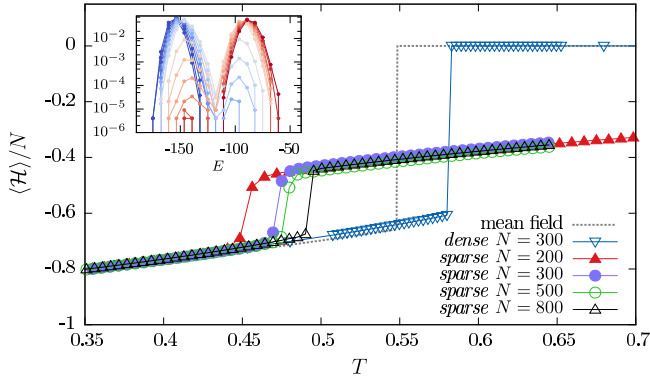 10⁻²
10⁻³
10⁻⁴
10⁻⁵
10⁻⁶
−150 −100 −50
E
0
-0.2
-0.4
-0.6
-0.8
-1
⟨ℋ⟩/N
mean field
dense N = 300
sparse N = 200
sparse N = 300
sparse N = 500
sparse N = 800
0.35 0.4 0.45 0.5 0.55 0.6 0.65 0.7
T